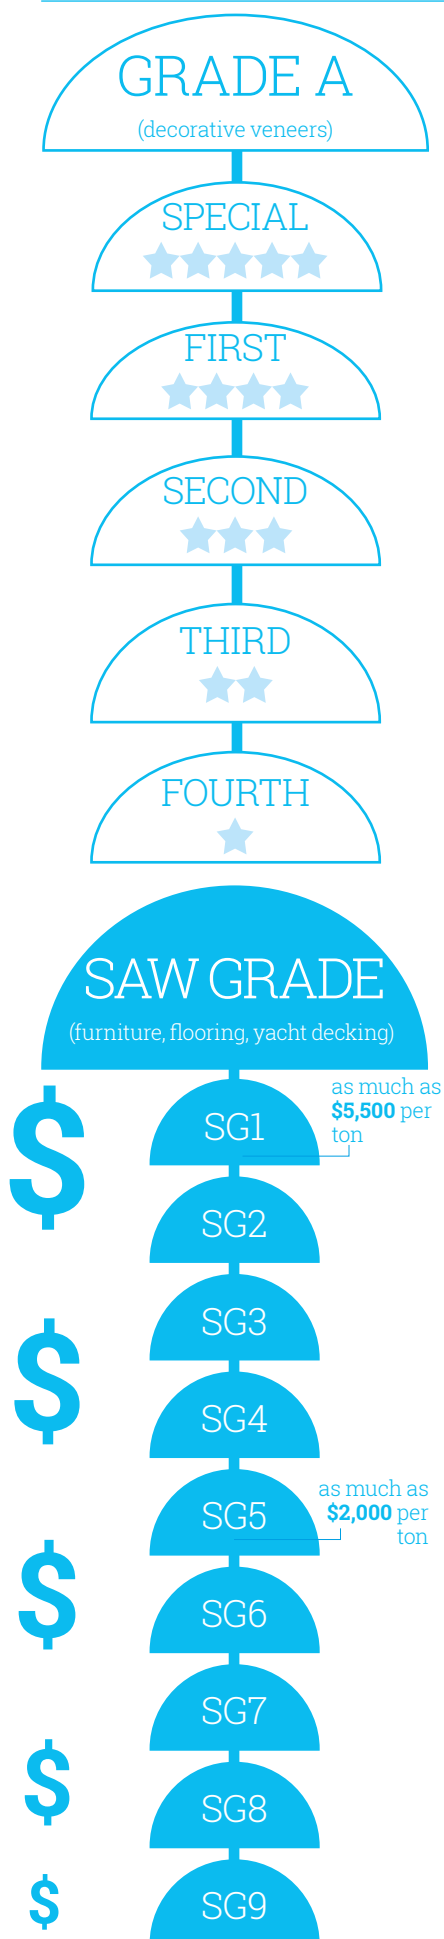 GRADE A
(decorative veneers)
SPECIAL
FIRST
SECOND
THIRD
FOURTH
SAW GRADE
(furniture, flooring, yacht decking)
$
SG1
as much as
$5,500 per
ton
SG2
$
SG3
SG4
SG5
as much as
$2,000 per
ton
$
SG6
SG7
$
SG8
$
SG9